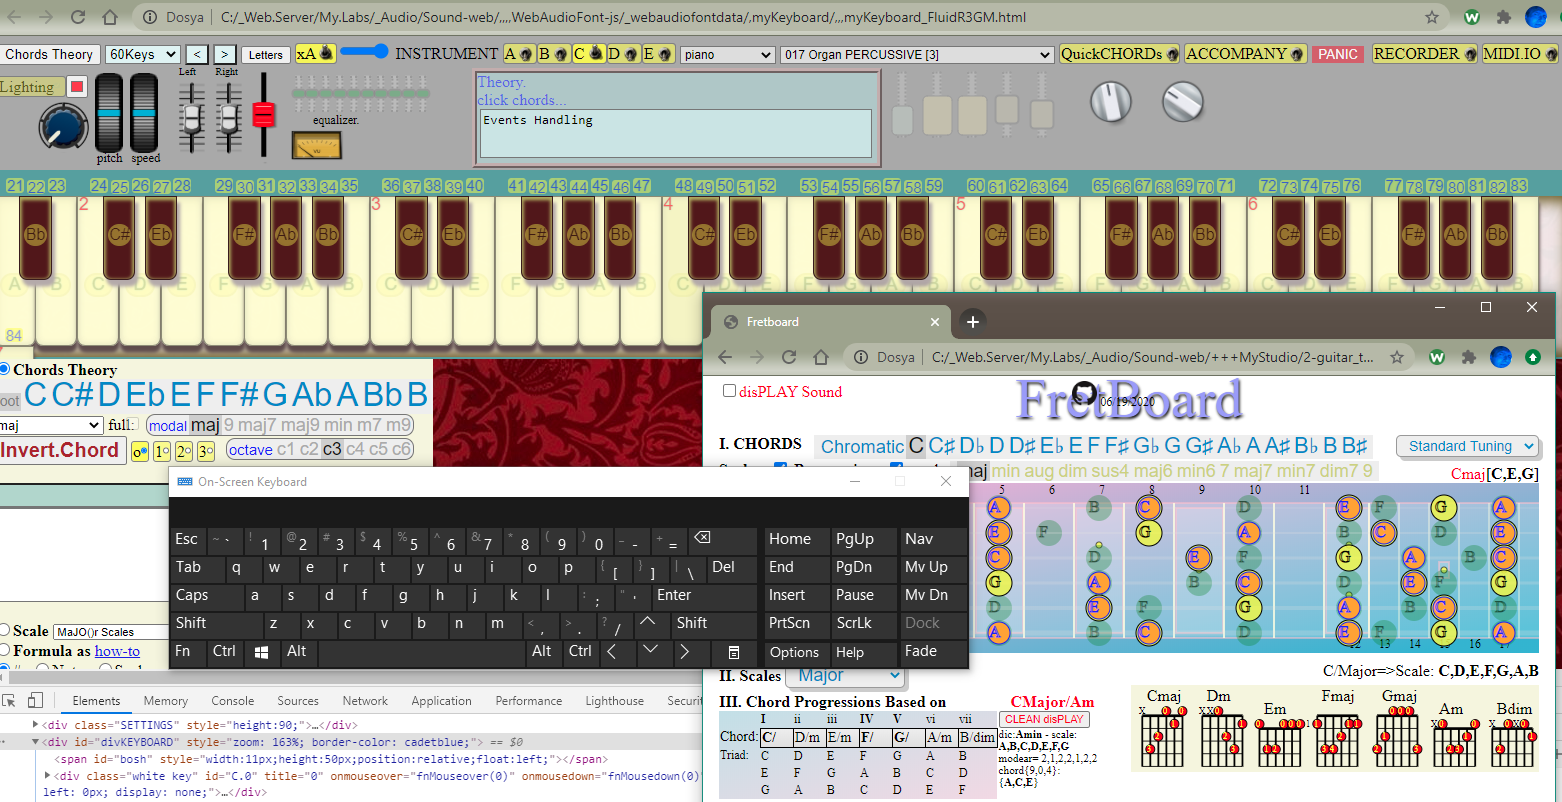 Dosya | C:/_Web.Server/My.Labs/_Audio/Sound-web/,,,,WebAudioFont-js/_webaudiofontdata/,myKeyboard/,,,myKeyboard_FluidR3GM.html
Chords Theory 60Keys < > Letters xA INSTRUMENT A B C D E piano 017 Organ PERCUSSIVE [3] QuickCHORDs ACCOMPANY PANIC RECORDER MIDI.IO
Left Right
Lighting
Theory.
click chords...
Events Handling
equalizer.
VU
pitch speed
21 22 23 24 25 26 27 28 29 30 31 32 33 34 35 36 37 38 39 40 41 42 43 44 45 46 47 48 49 50 51 52 53 54 55 56 57 58 59 60 61 62 63 64 65 66 67 68 69 70 71 72 73 74 75 76 77 78 79 80 81 82 83
2 3 4 5 6
Bb C# Eb F# Ab Bb C# Eb F# Ab Bb C# Eb F# Ab Bb C# Eb F# Ab Bb C# Eb F# Ab Bb
A B C D E F G A B C D E F G A B C D E F G A B C D E F G A B C D E F G A B
84
Chords Theory
oot C C# D Eb E F F# G Ab A Bb B
maj full: modal maj 9 maj7 maj9 min m7 m9
Invert.Chord o 1 2 3 octave c1 c2 c3 c4 c5 c6
Scale MaJO()r Scales
Formula as how-to
On-Screen Keyboard
Esc ~ ` ! 1 @ 2 # 3 $ 4 % 5 ^ 6 & 7 * 8 ( 9 ) 0 _ - + = Home PgUp Nav
Tab q w e r t y u i o p { [ } ] | \ Del End PgDn Mv Up
Caps a s d f g h j k l : ; " ' Enter Insert Pause Mv Dn
Shift z x c v b n m < , > . ? / Shift PrtScn ScrLk Dock
Fn Ctrl Alt Alt Ctrl Options Help Fade
Elements Memory Console Sources Network Application Performance Lighthouse Securit
<div class="SETTINGS" style="height:90;">…</div>
<div id="divKEYBOARD" style="zoom: 163%; border-color: cadetblue;"> == $0
<span id="bosh" style="width:11px;height:50px;position:relative;float:left;"></span>
<div class="white key" id="C.0" title="0" onmouseover="fnMouseover(0)" onmousedown="fnMousedown(0)"
left: 0px; display: none;">…</div>
Fretboard
Dosya | C:/_Web.Server/My.Labs/_Audio/Sound-web/+++MyStudio/2-guitar_t...
disPLAY Sound
FretBoard
06/19/2020
I. CHORDS Chromatic C C♯ D♭ D D♯ E♭ E F F♯ G♭ G G♯ A♭ A A♯ B♭ B B♯ Standard Tuning
maj min aug dim sus4 maj6 min6 7 maj7 min7 dim7 9
Cmaj[C,E,G]
5 6 7 8 9 10 11
A B C D E F G A
E F G A C D E
C D E F G A B C
G A B C D E F G
D E F G A B C D
A B C D E F G A
12 13 14 15 16 17
C/Major=>Scale: C,D,E,F,G,A,B
II. Scales Major
III. Chord Progressions Based on CMajor/Am
I ii iii IV V vi vii CLEAN disPLAY
Chord: C/ D/m E/m F/ G/ A/m B/dim
Triad: C D E F G A B
E F G A B C D
G A B C D E F
dic:Amin - scale:
A,B,C,D,E,F,G
modear= 2,1,2,2,1,2,2
chord{9,0,4}:
{A,C,E}
Cmaj Dm Em Fmaj Gmaj Am Bdim